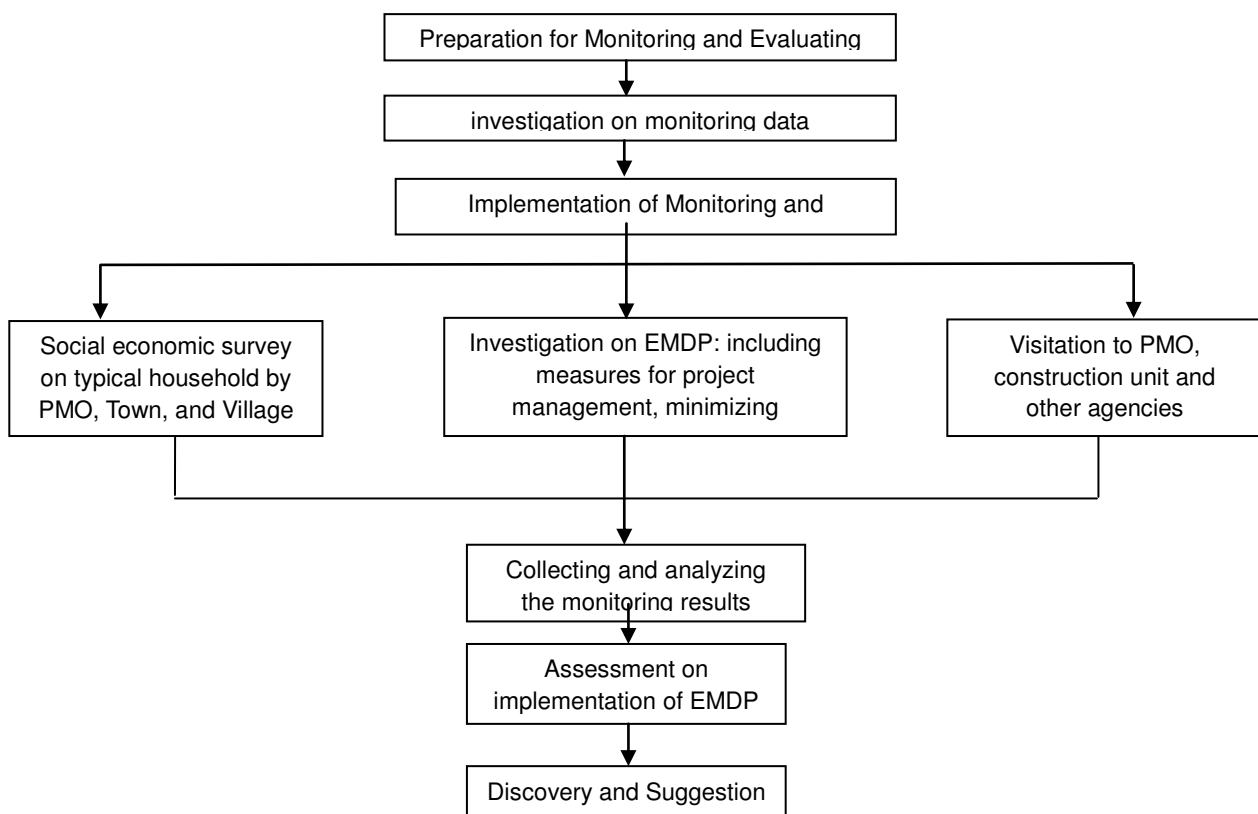 Preparation for Monitoring and Evaluating
investigation on monitoring data
Implementation of Monitoring and
Social economic survey
on typical household by
PMO, Town, and Village
Investigation on EMDP: including
measures for project
management, minimizing
Visitation to PMO,
construction unit and
other agencies
Collecting and analyzing
the monitoring results
Assessment on
implementation of EMDP
Discovery and Suggestion